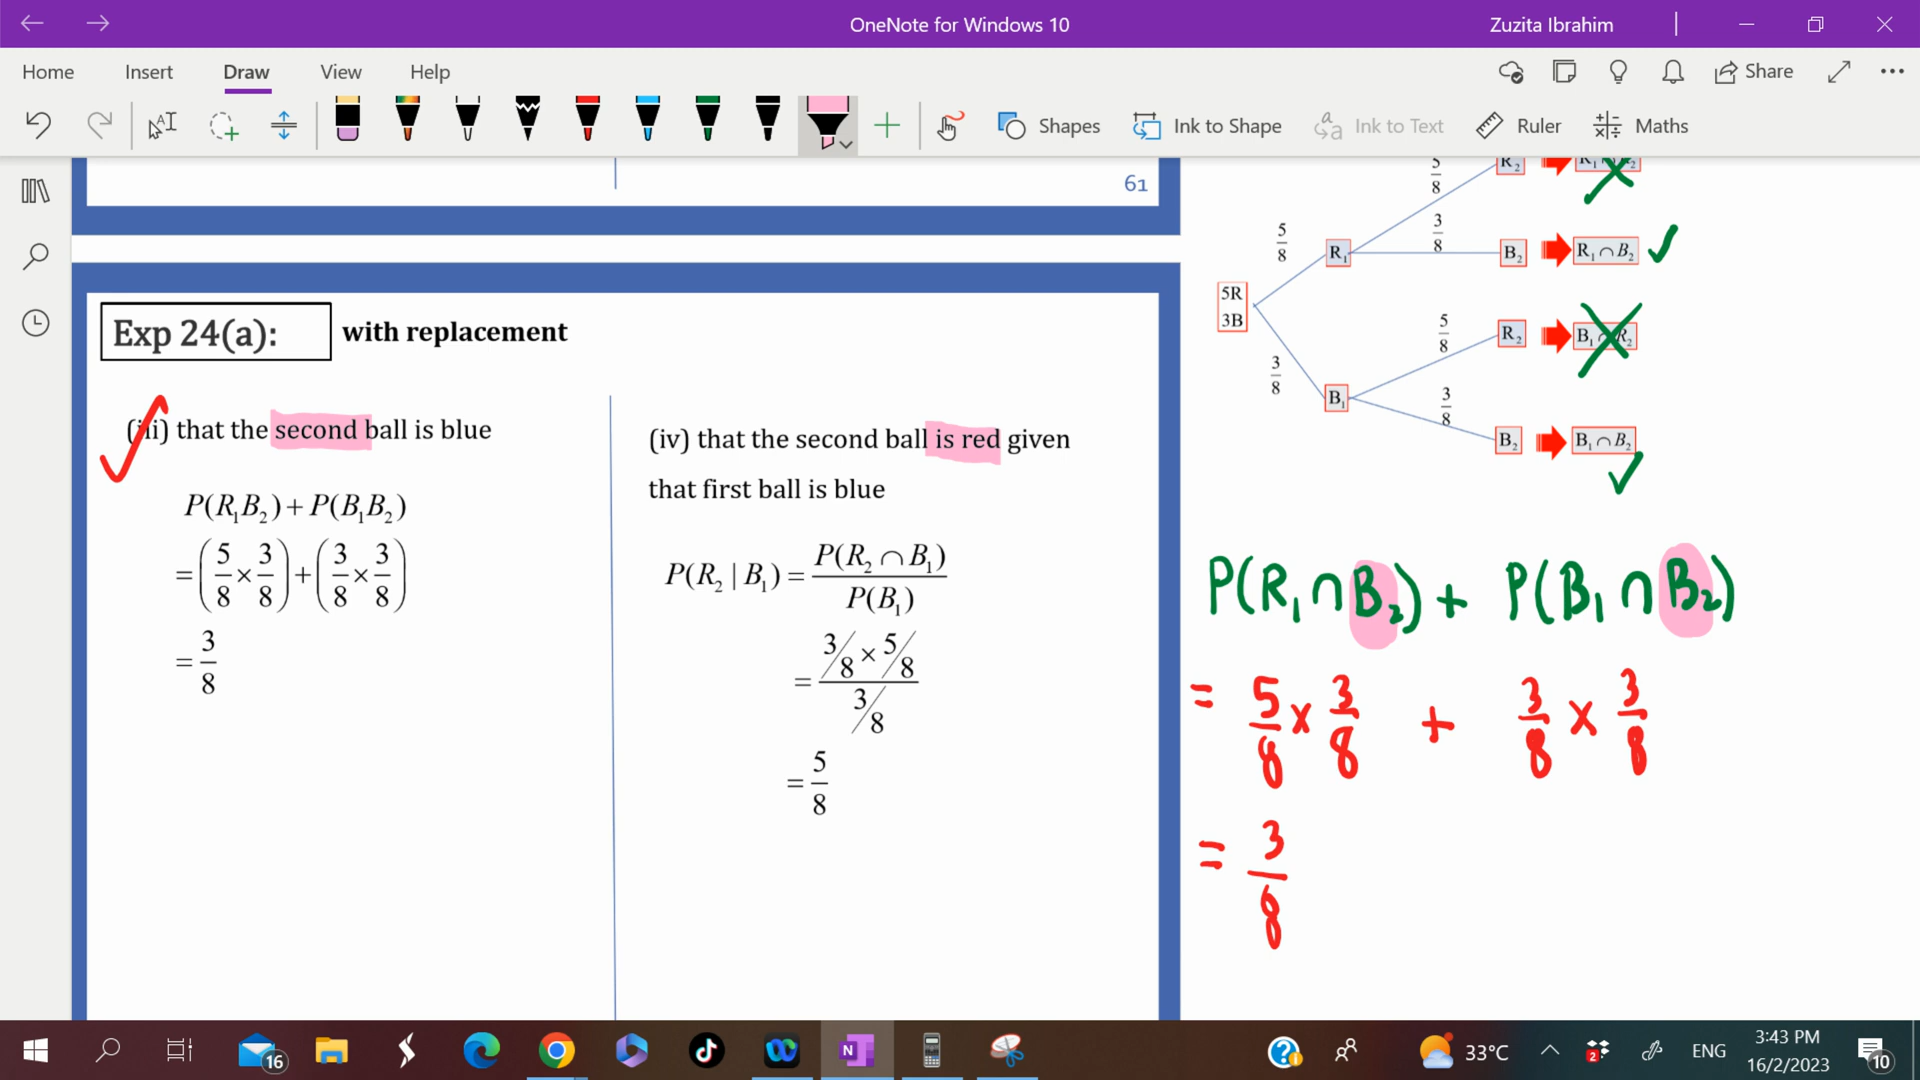 OneNote for Windows 10
Zuzita Ibrahim
Home Insert Draw View Help
Share
Shapes Ink to Shape Ink to Text Ruler Maths
61
Exp 24(a): with replacement
(iii) that the second ball is blue
P(R₁B₂) + P(B₁B₂)
= (5/8 × 3/8) + (3/8 × 3/8)
= 3/8
(iv) that the second ball is red given
that first ball is blue
P(R₂ | B₁) = P(R₂ ∩ B₁) / P(B₁)
= (3/8 × 5/8) / (3/8)
= 5/8
5/8 R₂ R₁ ∩ R₂
5/8 R₁ 3/8 B₂ R₁ ∩ B₂
5R
3B
3/8 B₁ 5/8 R₂ B₁ ∩ R₂
3/8 B₂ B₁ ∩ B₂
P(R₁ ∩ B₂) + P(B₁ ∩ B₂)
= 5/8 × 3/8 + 3/8 × 3/8
= 3/8
16
N
2
33°C
ENG
3:43 PM
16/2/2023
10